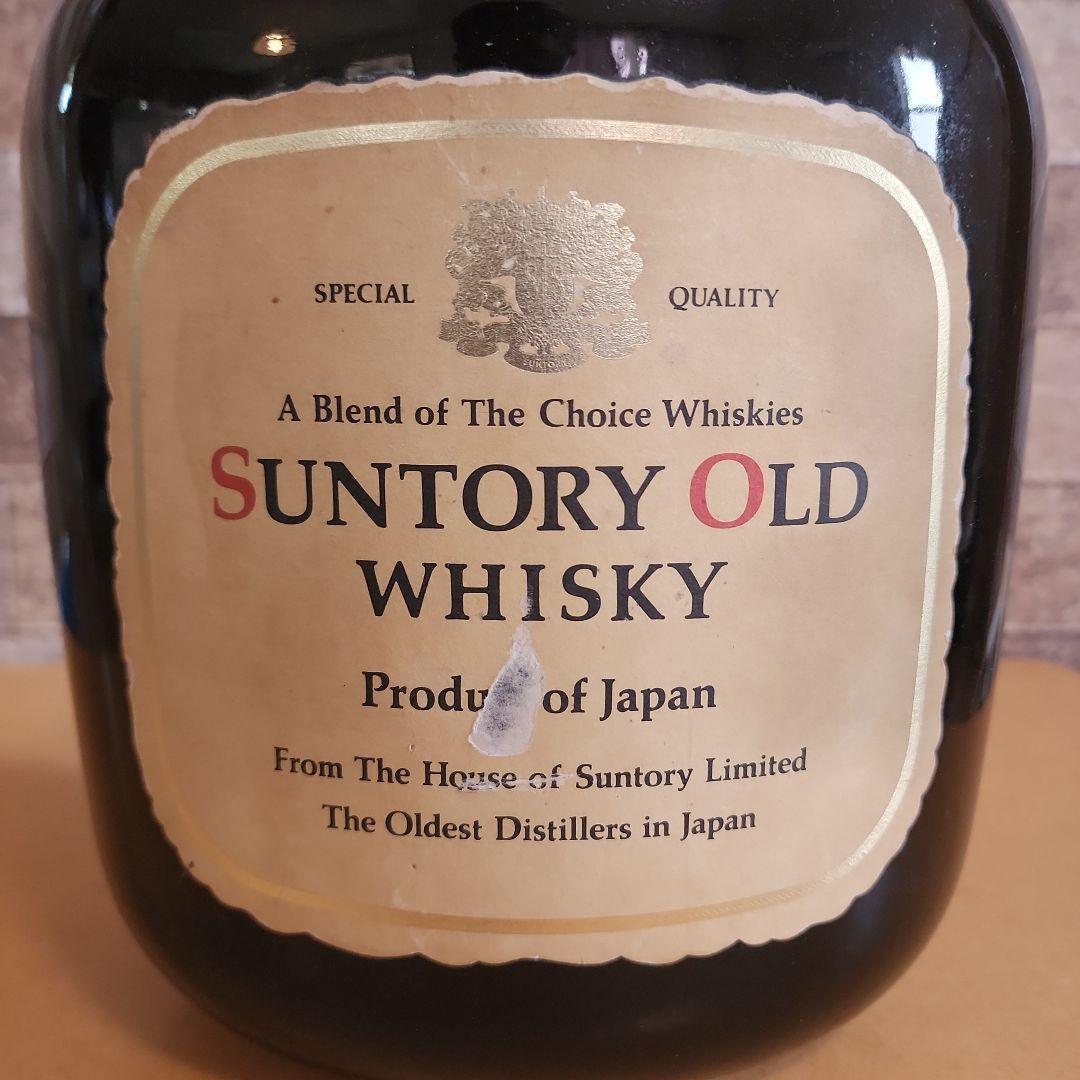 SPECIAL QUALITY
SUNTORY
A Blend of The Choice Whiskies
SUNTORY OLD
WHISKY
of Japan
From The House of Suntory Limited
The Oldest Distillers in Japan